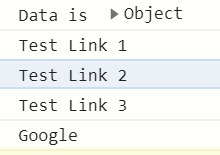 Data is ▶ Object
Test Link 1
Test Link 2
Test Link 3
Google